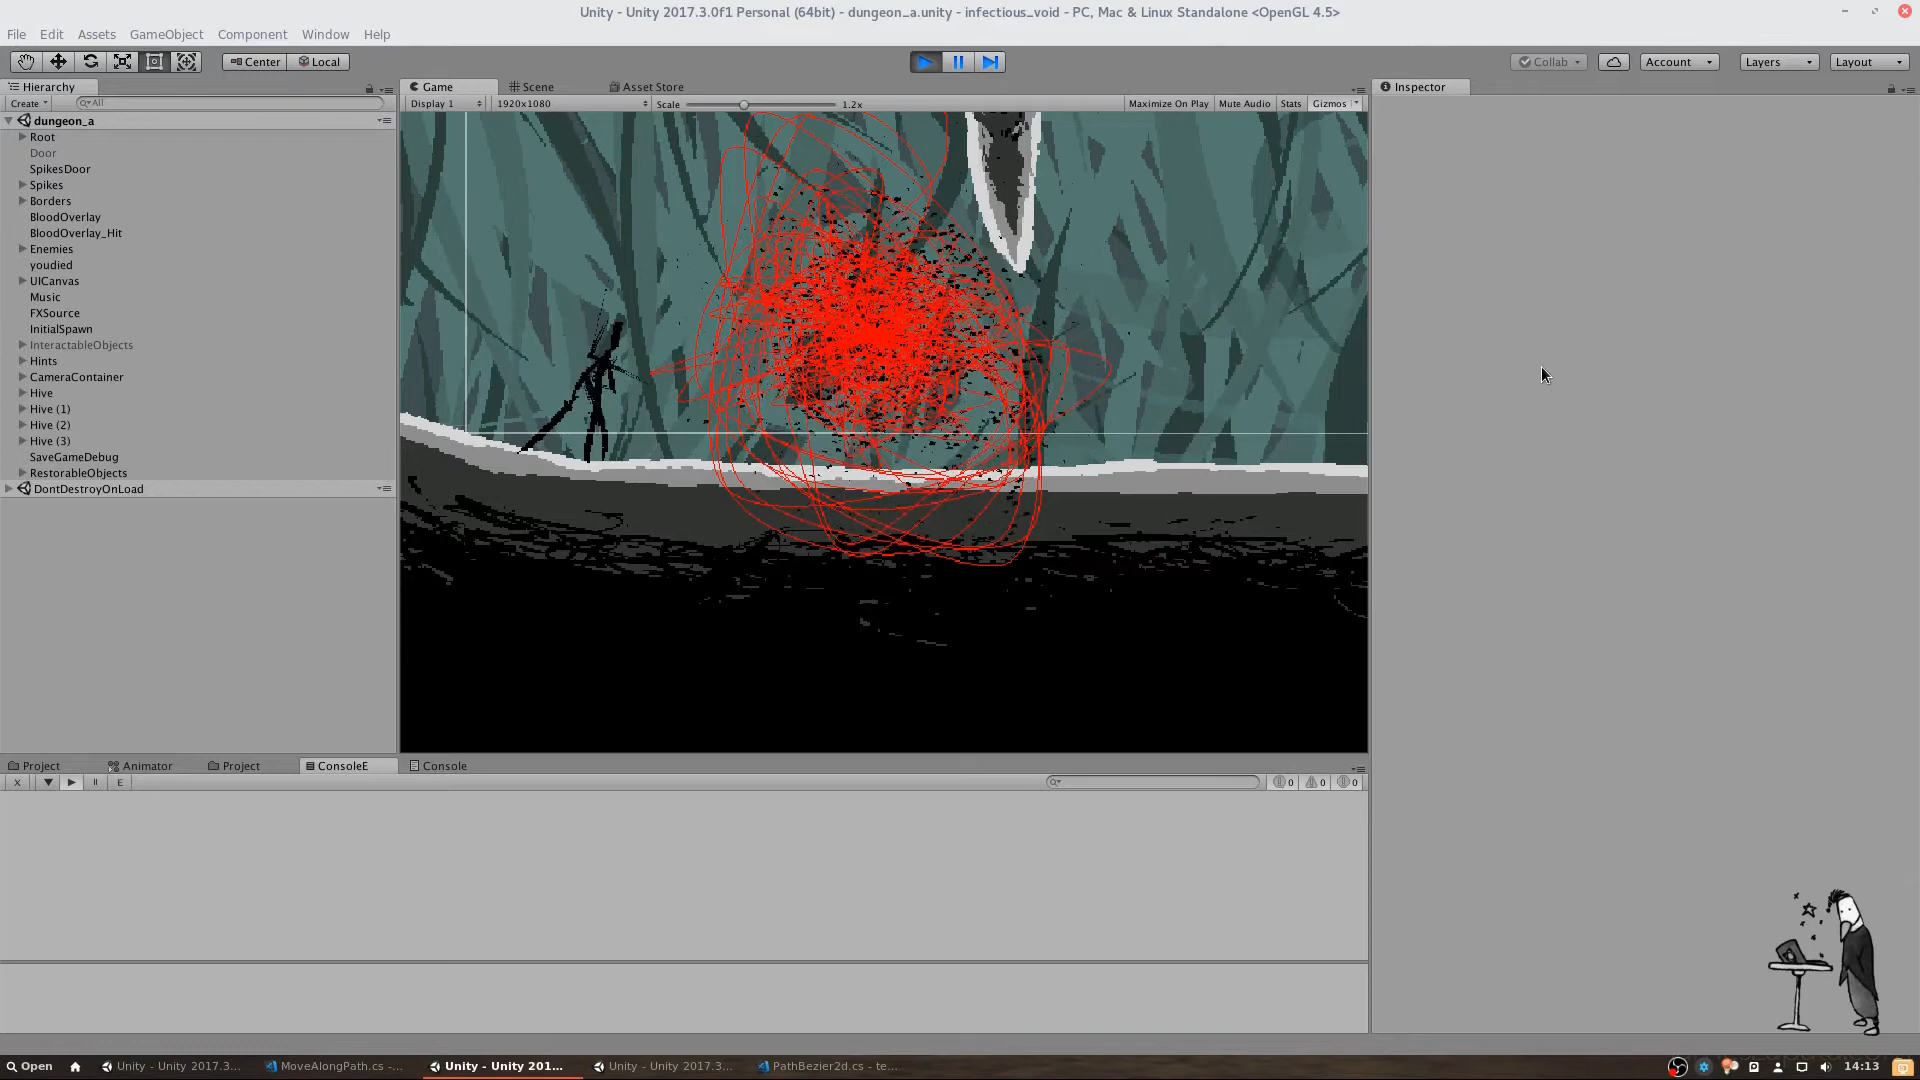 Unity - Unity 2017.3.0f1 Personal (64bit) - dungeon_a.unity - infectious_void - PC, Mac & Linux Standalone <OpenGL 4.5>
File Edit Assets GameObject Component Window Help
Center Local Collab Account Layers Layout
Hierarchy Game Scene Asset Store Inspector
Create All Display 1 1920x1080 Scale 1.2x Maximize On Play Mute Audio Stats Gizmos
dungeon_a
Root
Door
SpikesDoor
Spikes
Borders
BloodOverlay
BloodOverlay_Hit
Enemies
youdied
UICanvas
Music
FXSource
InitialSpawn
InteractableObjects
Hints
CameraContainer
Hive
Hive (1)
Hive (2)
Hive (3)
SaveGameDebug
RestorableObjects
DontDestroyOnLoad
Project Animator Project ConsoleE Console
X E 0 0 0
Open Unity - Unity 2017.3... MoveAlongPath.cs -... Unity - Unity 201... Unity - Unity 2017.3... PathBezier2d.cs - te... 14:13